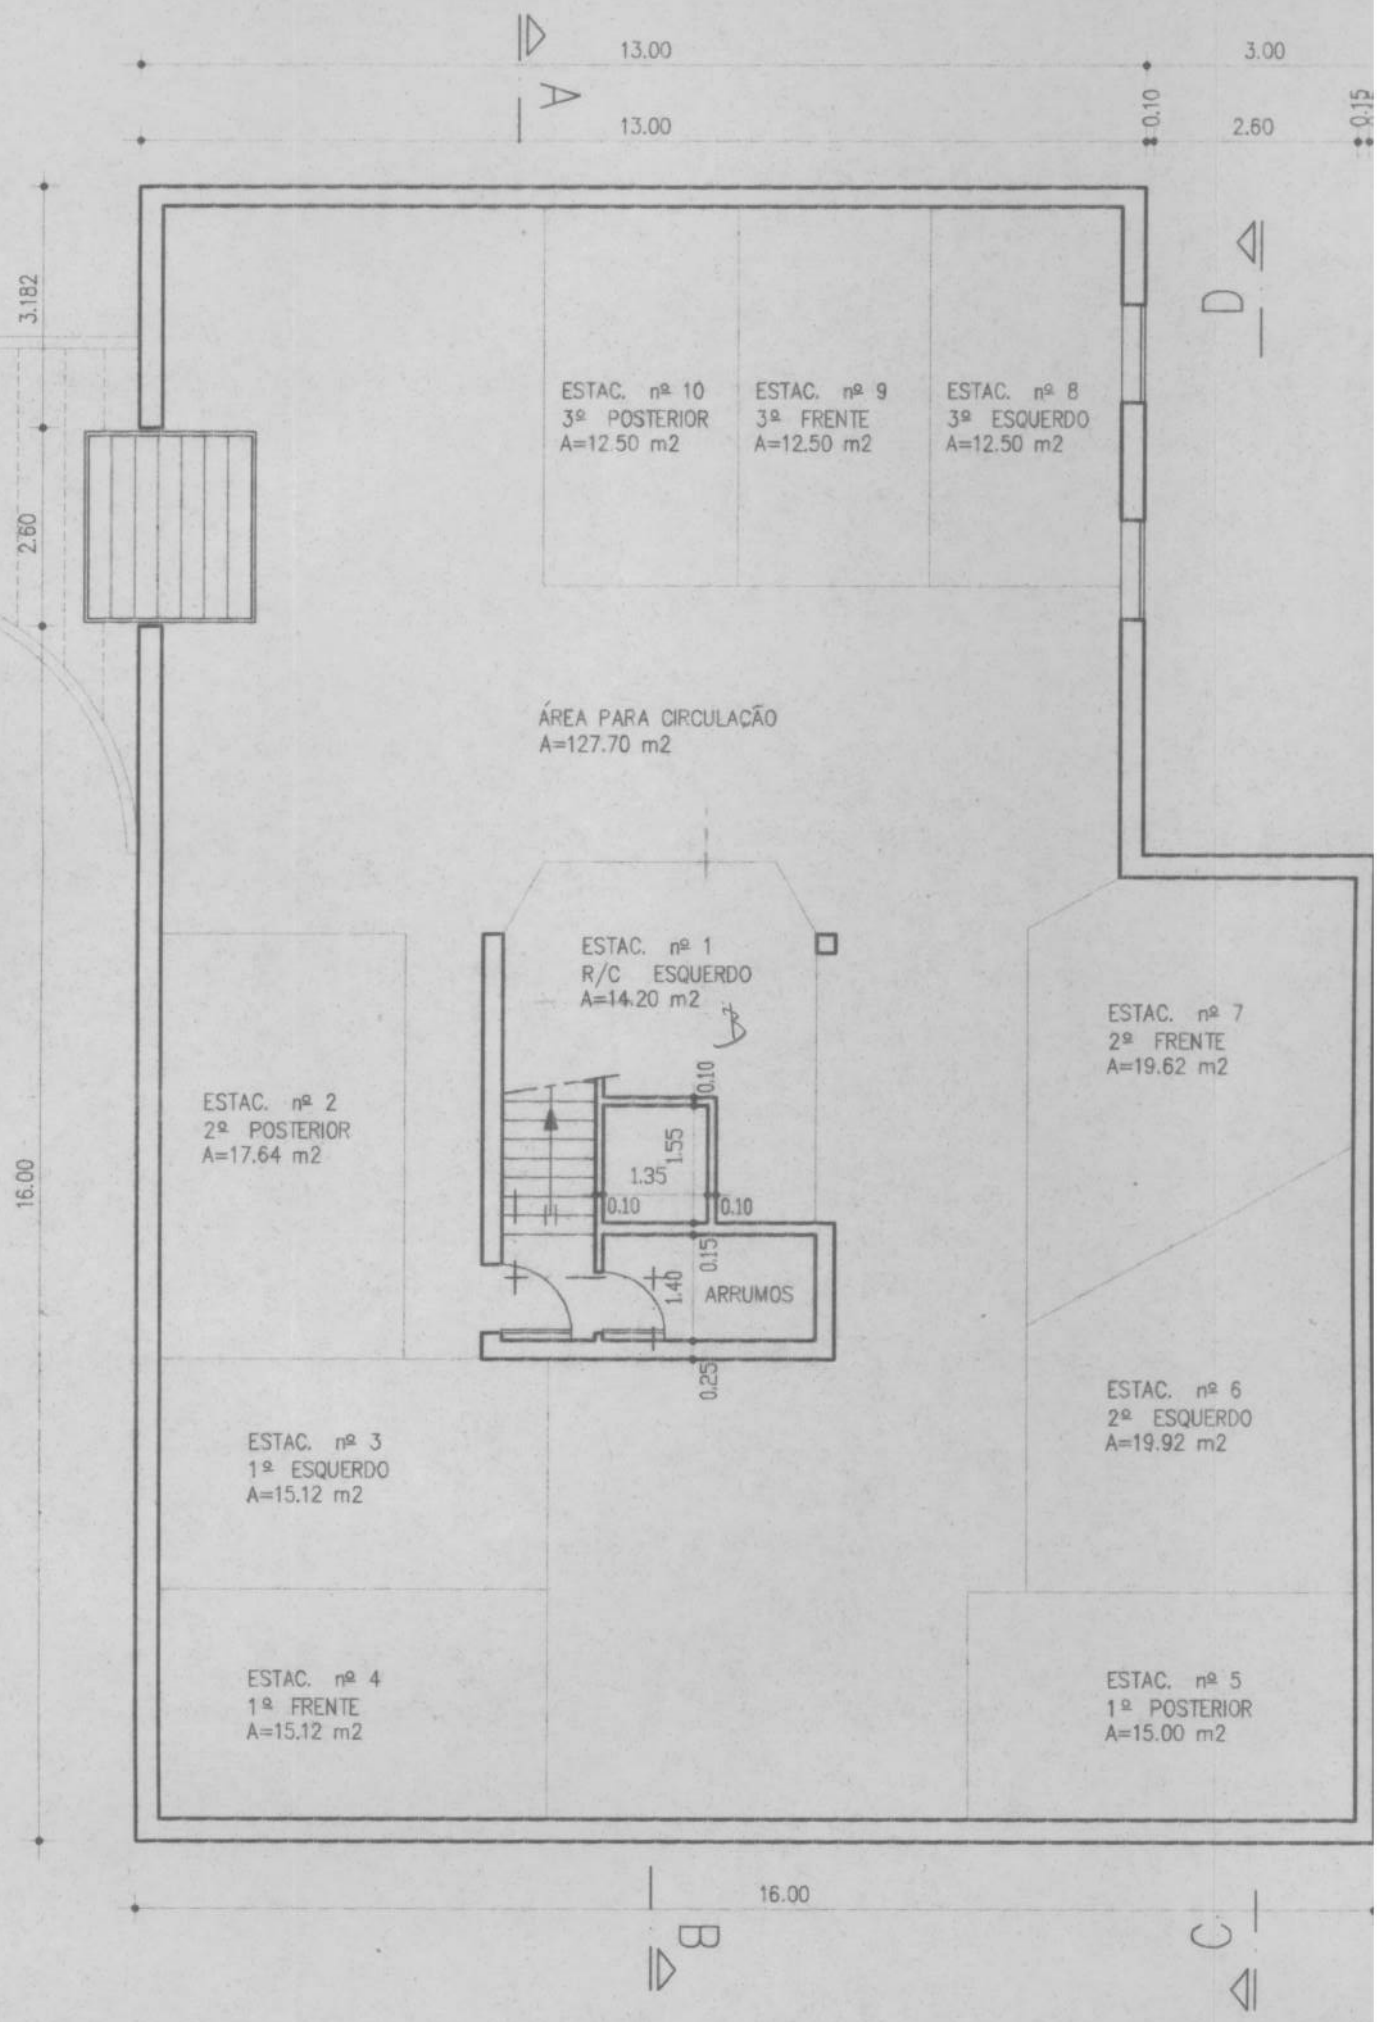 13.00
3.00
A
13.00
0.10
2.60
0.15
3.182
D
ESTAC. nº 10
3º POSTERIOR
A=12.50 m2
ESTAC. nº 9
3º FRENTE
A=12.50 m2
ESTAC. nº 8
3º ESQUERDO
A=12.50 m2
2.60
ÁREA PARA CIRCULAÇÃO
A=127.70 m2
ESTAC. nº 1
R/C ESQUERDO
A=14.20 m2
ESTAC. nº 7
2º FRENTE
A=19.62 m2
ESTAC. nº 2
2º POSTERIOR
A=17.64 m2
0.10
1.55
1.35
0.10
0.10
16.00
0.15
1.40
ARRUMOS
0.25
ESTAC. nº 6
2º ESQUERDO
A=19.92 m2
ESTAC. nº 3
1º ESQUERDO
A=15.12 m2
ESTAC. nº 4
1º FRENTE
A=15.12 m2
ESTAC. nº 5
1º POSTERIOR
A=15.00 m2
16.00
B
C